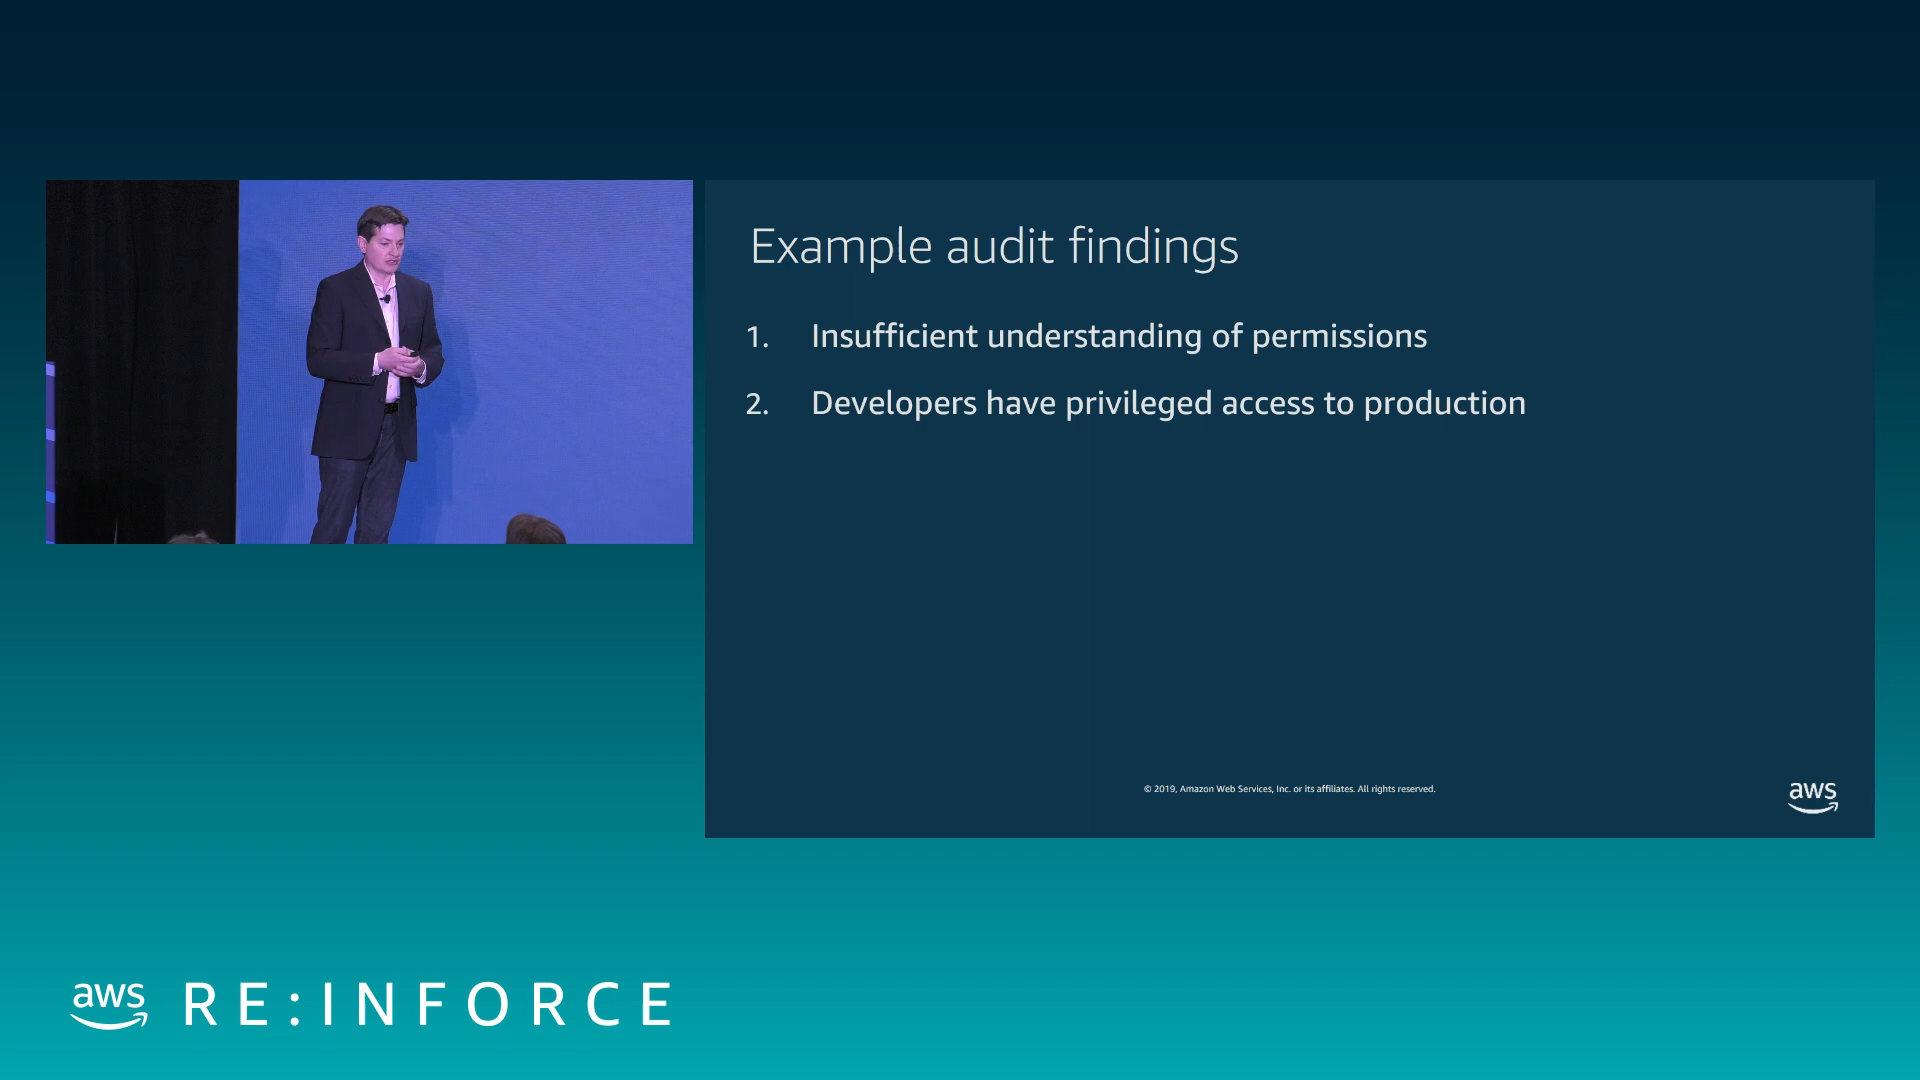 Example audit findings
1. Insufficient understanding of permissions
2. Developers have privileged access to production
© 2019, Amazon Web Services, Inc. or its affiliates. All rights reserved.
aws
aws RE:INFORCE